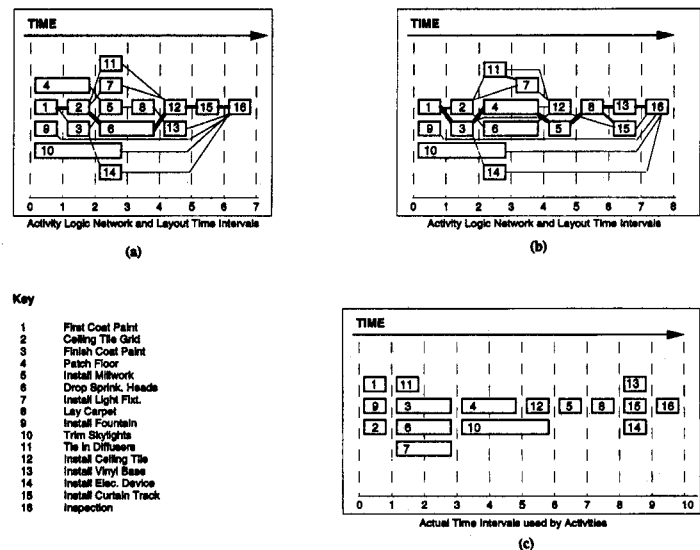 TIME
11
4 7
1 2 5 8 12 15 16
9 3 6 13
10
14
0 1 2 3 4 5 6 7
Activity Logic Network and Layout Time Intervals
(a)
TIME
11
7
1 2 4 12 8 13 16
9 3 6 5 15
10
14
0 1 2 3 4 5 6 7 8
Activity Logic Network and Layout Time Intervals
(b)
Key
1 First Coat Paint
2 Ceiling Tile Grid
3 Finish Coat Paint
4 Patch Floor
5 Install Millwork
6 Drop Sprink. Heads
7 Install Light Fixt.
8 Lay Carpet
9 Install Fountain
10 Trim Skylights
11 Tie in Diffusers
12 Install Ceiling Tile
13 Install Vinyl Base
14 Install Elec. Device
15 Install Curtain Track
16 Inspection
TIME
1 11 13
9 3 4 12 5 8 15 16
2 6 10 14
7
0 1 2 3 4 5 6 7 8 9 10
Actual Time Intervals used by Activities
(c)